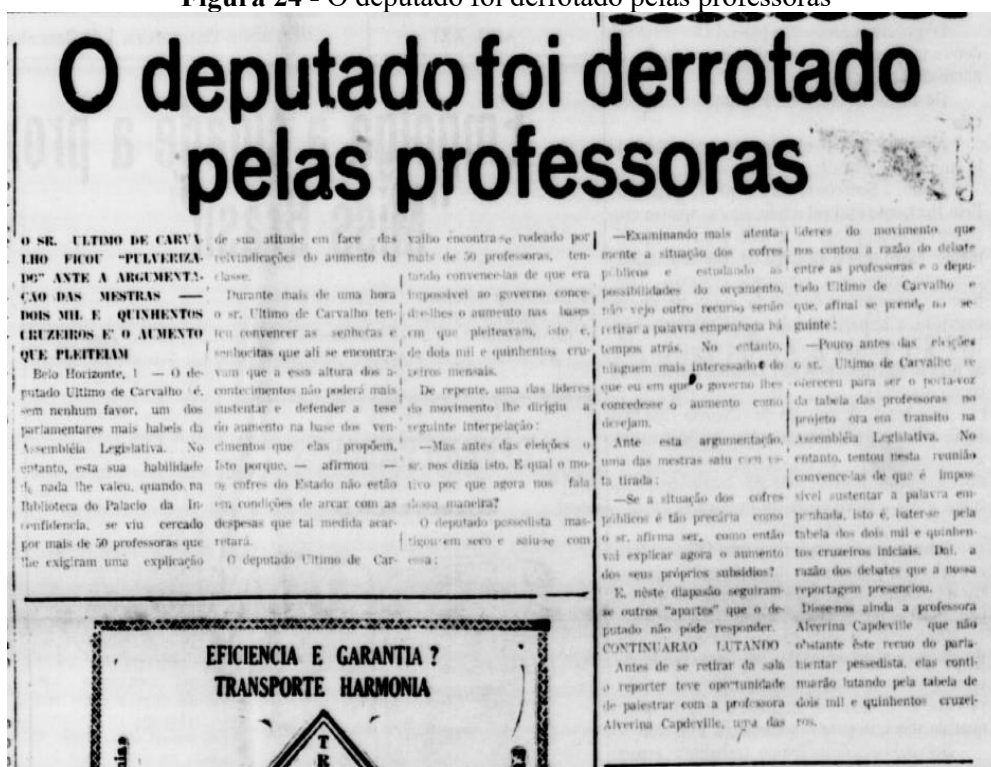 Figura 24 - O deputado foi derrotado pelas professoras
O deputado foi derrotado
pelas professoras
O SR. ULTIMO DE CARVA-
LHO FICOU "PULVERIZA-
DO" ANTE A ARGUMENTA-
ÇÃO DAS MESTRAS —
DOIS MIL E QUINHENTOS
CRUZEIROS E' O AUMENTO
QUE PLEITEIAM
Belo Horizonte, 1 — O de-
putado Ultimo de Carvalho é,
sem nenhum favor, um dos
parlamentares mais habeis da
Assembléia Legislativa. No
entanto, esta sua habilidade
de nada lhe valeu, quando na
Biblioteca do Palacio da In-
confidencia, se viu cercado
por mais de 50 professoras que
lhe exigiram uma explicação
de sua atitude em face das
reivindicações do aumento da
classe.
Durante mais de uma hora
o sr. Ultimo de Carvalho ten-
tou convencer as senhoras e
senhoritas que ali se encontra-
vam que a essa altura dos a-
contecimentos não poderá mais
sustentar e defender a tese
do aumento na base dos ven-
cimentos que elas propõem.
Isto porque, — afirmou —
os cofres do Estado não estão
em condições de arcar com as
despesas que tal medida acar-
retará.
O deputado Ultimo de Car-
valho encontra-se rodeado por
mais de 50 professoras, ten-
tando convence-las de que era
impossivel ao governo conce-
der-lhes o aumento nas bases
em que pleiteavam, isto é,
de dois mil e quinhentos cru-
zeiros mensais.
De repente, uma das lideres
do movimento lhe dirigiu a
seguinte interpelação:
—Mas antes das eleições o
sr. nos dizia isto. E qual o mo-
tivo por que agora nos fala
dessa maneira?
O deputado pessedista mas-
tigou em seco e saiu-se com
essa:
—Examinando mais atenta-
mente a situação dos cofres
públicos e estudando as
possibilidades do orçamento,
não vejo outro recurso senão
retirar a palavra empenhada há
tempos atrás. No entanto,
ninguem mais interessado do
que eu em que o governo lhes
concedesse o aumento como
desejam.
Ante esta argumentação,
uma das mestras saiu com es-
ta tirada:
—Se a situação dos cofres
públicos é tão precária como
o sr. afirma ser, como então
vai explicar agora o aumento
dos seus próprios subsidios?
E, nêste diapasão seguiram-
se outros "apartes" que o de-
putado não pôde responder.
CONTINUARÃO LUTANDO
Antes de se retirar da sala
o reporter teve oportunidade
de palestrar com a professora
Alverina Capdeville, uma das
lideres do movimento que
nos contou a razão do debate
entre as professoras e o depu-
tado Ultimo de Carvalho e
que, afinal se prende no se-
guinte:
—Pouco antes das eleições
o sr. Ultimo de Carvalho se
ofereceu para ser o porta-voz
da tabela das professoras no
projeto ora em transito na
Assembléia Legislativa. No
entanto, tentou nesta reunião
convence-las de que é impos-
sivel sustentar a palavra em-
penhada, isto é, bater-se pela
tabela dos dois mil e quinhen-
tos cruzeiros iniciais. Daí, a
razão dos debates que a nossa
reportagem presenciou.
Disse-nos ainda a professora
Alverina Capdeville que não
obstante êste recuo do parla-
mentar pessedista, elas conti-
nuarão lutando pela tabela de
dois mil e quinhentos cruzei-
ros.
EFICIENCIA E GARANTIA ?
TRANSPORTE HARMONIA
T
R